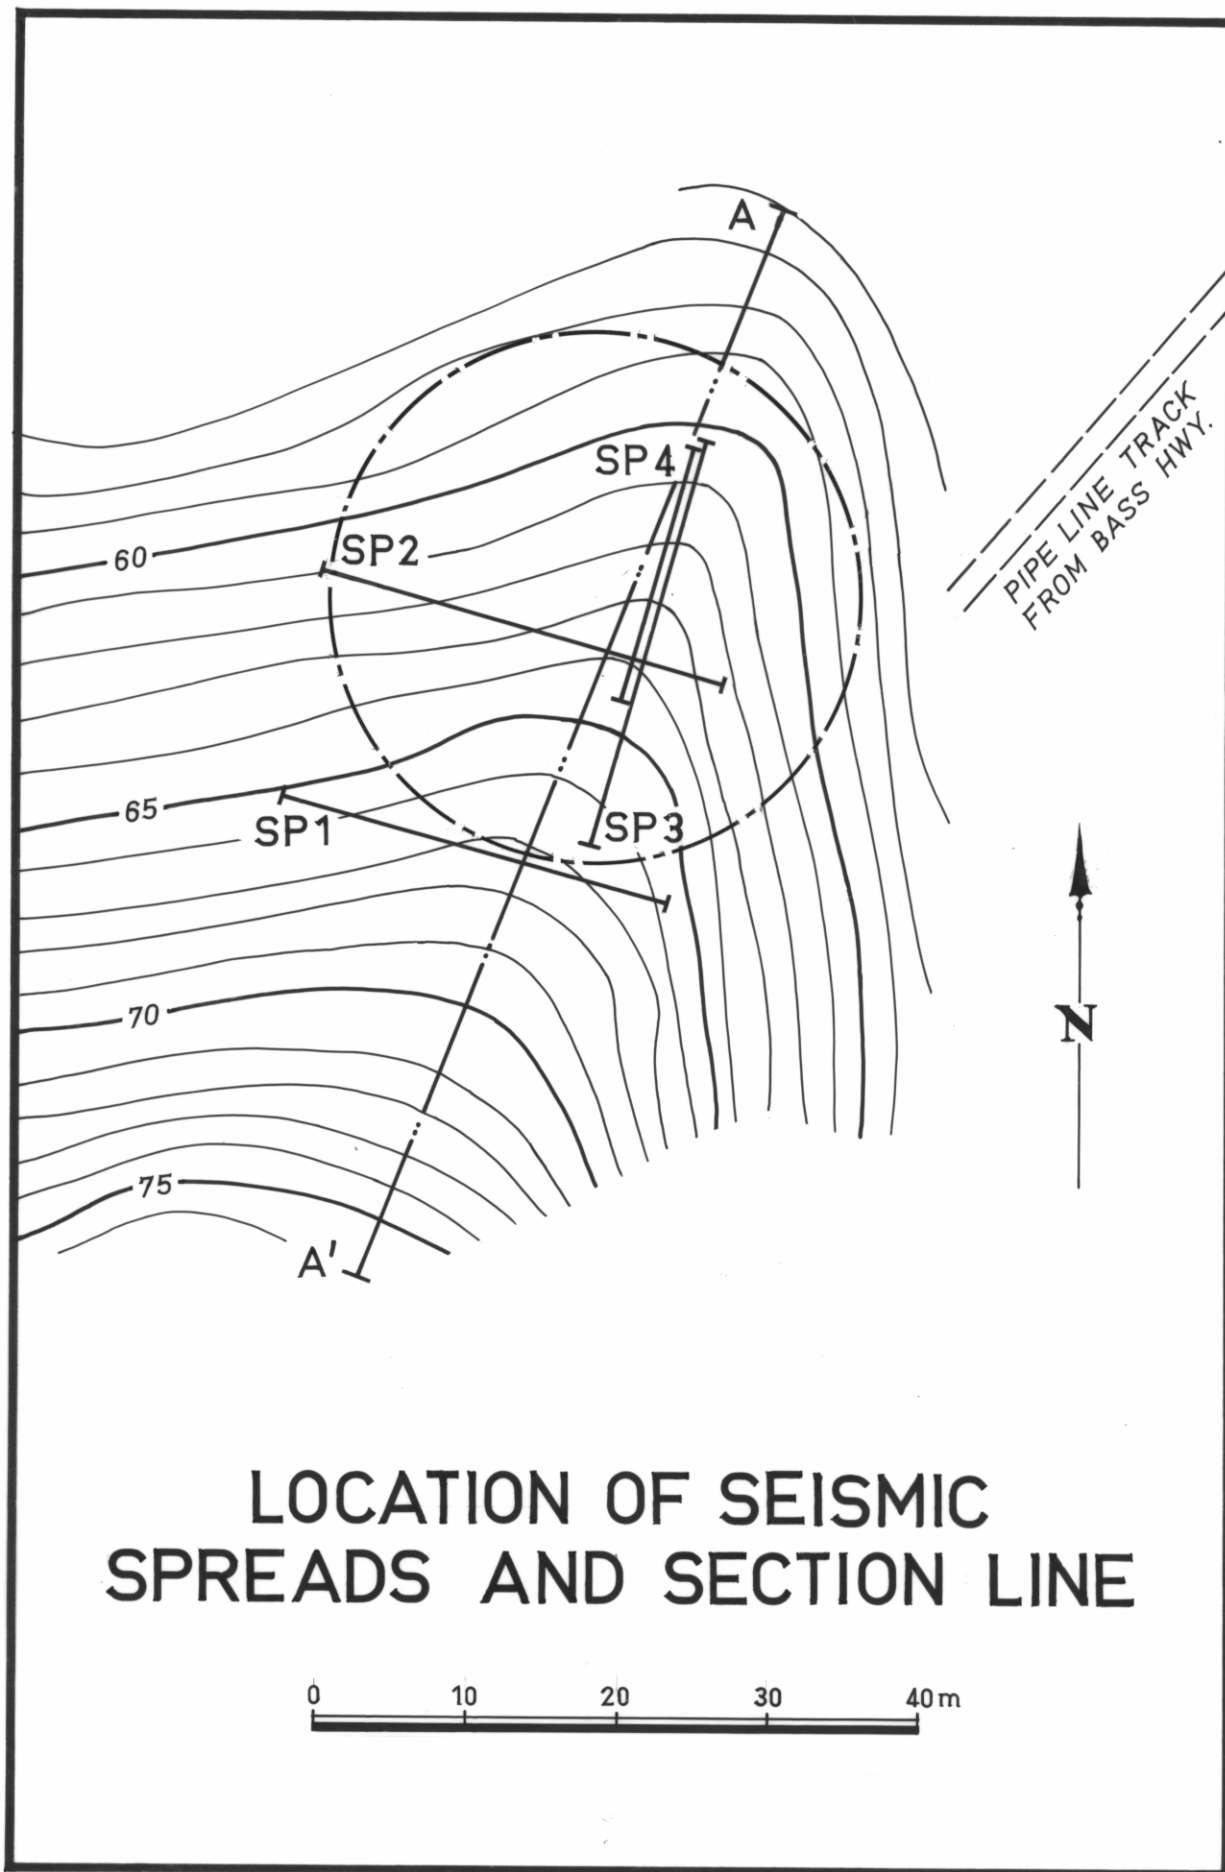 A
SP4
PIPE LINE TRACK
FROM BASS HWY.
SP2
60
65
SP1
SP3
70
N
75
A'
LOCATION OF SEISMIC
SPREADS AND SECTION LINE
0 10 20 30 40 m